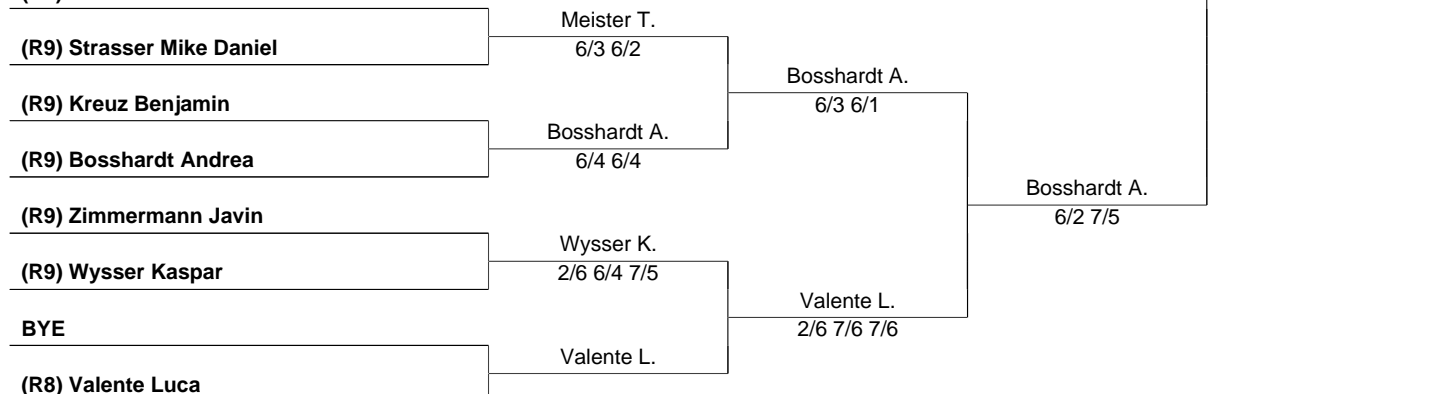 Meister T.
(R9) Strasser Mike Daniel
6/3 6/2
Bosshardt A.
(R9) Kreuz Benjamin
6/3 6/1
Bosshardt A.
(R9) Bosshardt Andrea
6/4 6/4
Bosshardt A.
(R9) Zimmermann Javin
6/2 7/5
Wysser K.
(R9) Wysser Kaspar
2/6 6/4 7/5
Valente L.
BYE
2/6 7/6 7/6
Valente L.
(R8) Valente Luca